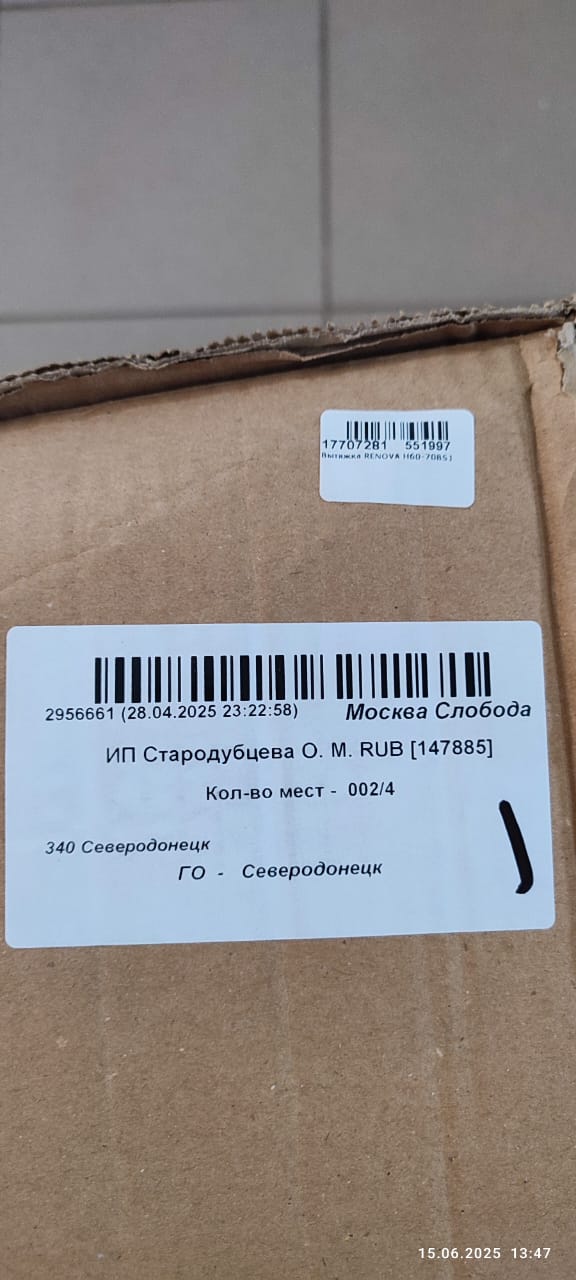 17707281 551997
Вытяжка RENOVA H60-70BS1
2956661 (28.04.2025 23:22:58) Москва Слобода
ИП Стародубцева О. М. RUB [147885]
Кол-во мест - 002/4
340 Северодонецк
ГО - Северодонецк
15.06.2025 13:47